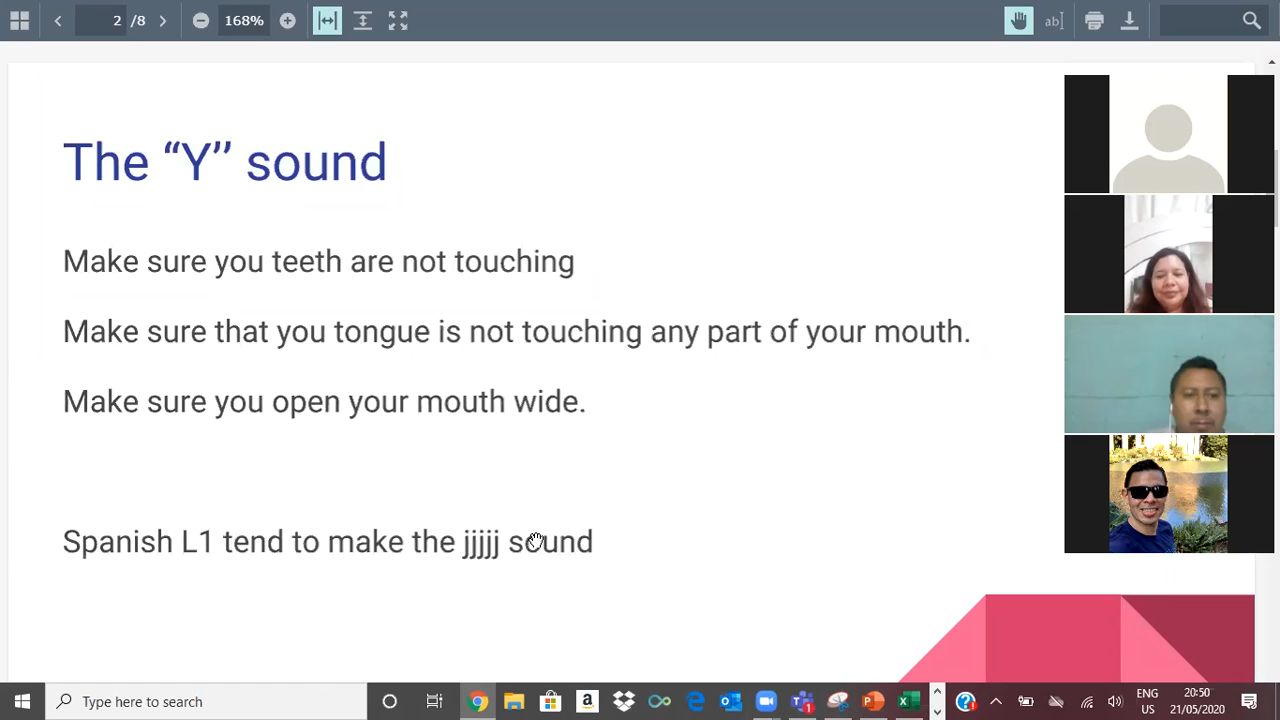 2 /8
168%
ab
The “Y” sound
Make sure you teeth are not touching
Make sure that you tongue is not touching any part of your mouth.
Make sure you open your mouth wide.
Spanish L1 tend to make the jjjjj sound
Type here to search
ENG
US
20:50
21/05/2020